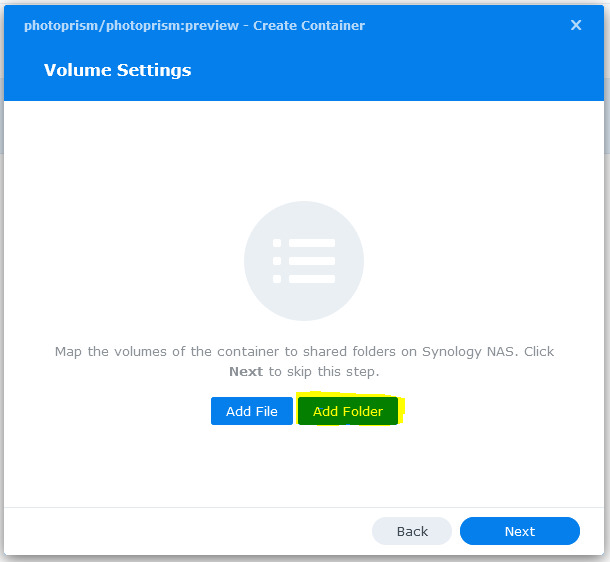 photoprism/photoprism:preview - Create Container
Volume Settings
Map the volumes of the container to shared folders on Synology NAS. Click
Next to skip this step.
Add File Add Folder
Back Next